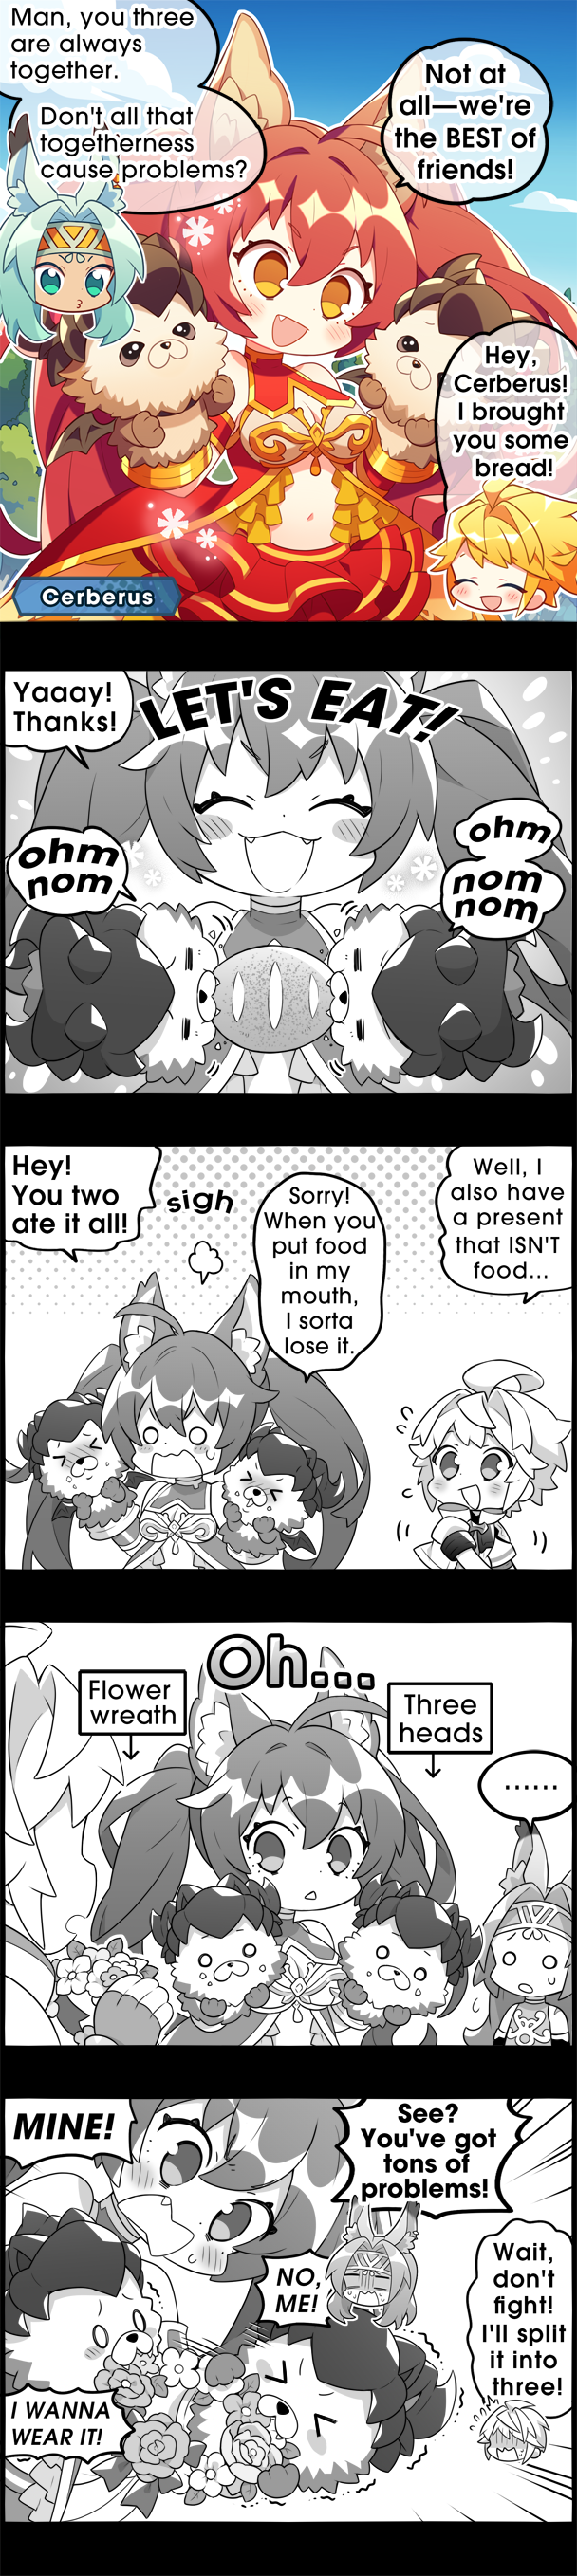 Man, you three
are always
together.
Don't all that
togetherness
cause problems?
Not at
all—we're
the BEST of
friends!
Hey,
Cerberus!
I brought
you some
bread!
Cerberus
Yaaay!
Thanks!
LET'S EAT!
ohm
nom
ohm
nom
nom
Hey!
You two
ate it all!
sigh
Sorry!
When you
put food
in my
mouth,
I sorta
lose it.
Well, I
also have
a present
that ISN'T
food...
Oh...
Flower
wreath
Three
heads
......
MINE!
See?
You've got
tons of
problems!
NO,
ME!
Wait,
don't
fight!
I'll split
it into
three!
I WANNA
WEAR IT!